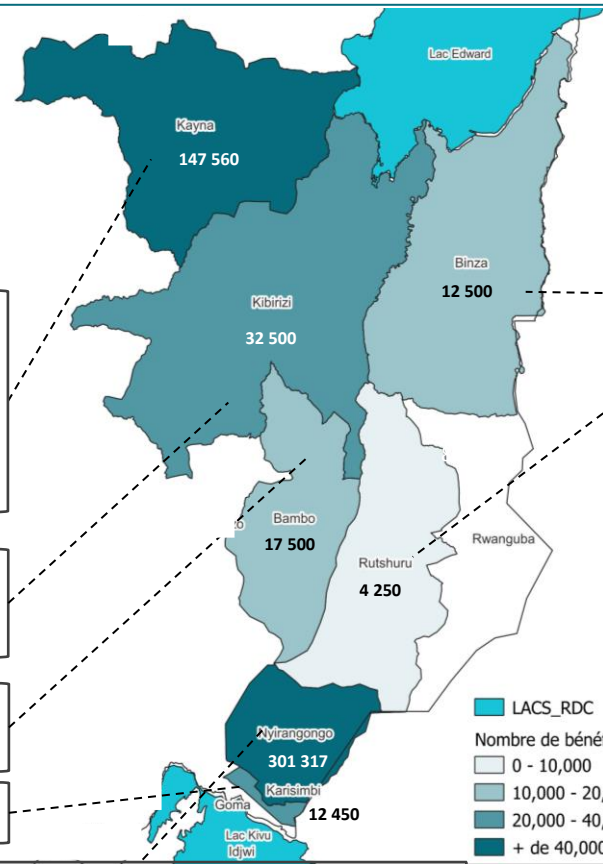 Lac Edward
Kayna
147 560
Binza
12 500
Kibirizi
32 500
Bambo
17 500
Rwanguba
Rutshuru
4 250
LACS_RDC
Nyirangongo
301 317
Karisimbi
Goma
12 450
Lac Kivu
Idjwi
Nombre de bénéf
0 - 10,000
10,000 - 20,
20,000 - 40,
+ de 40,000